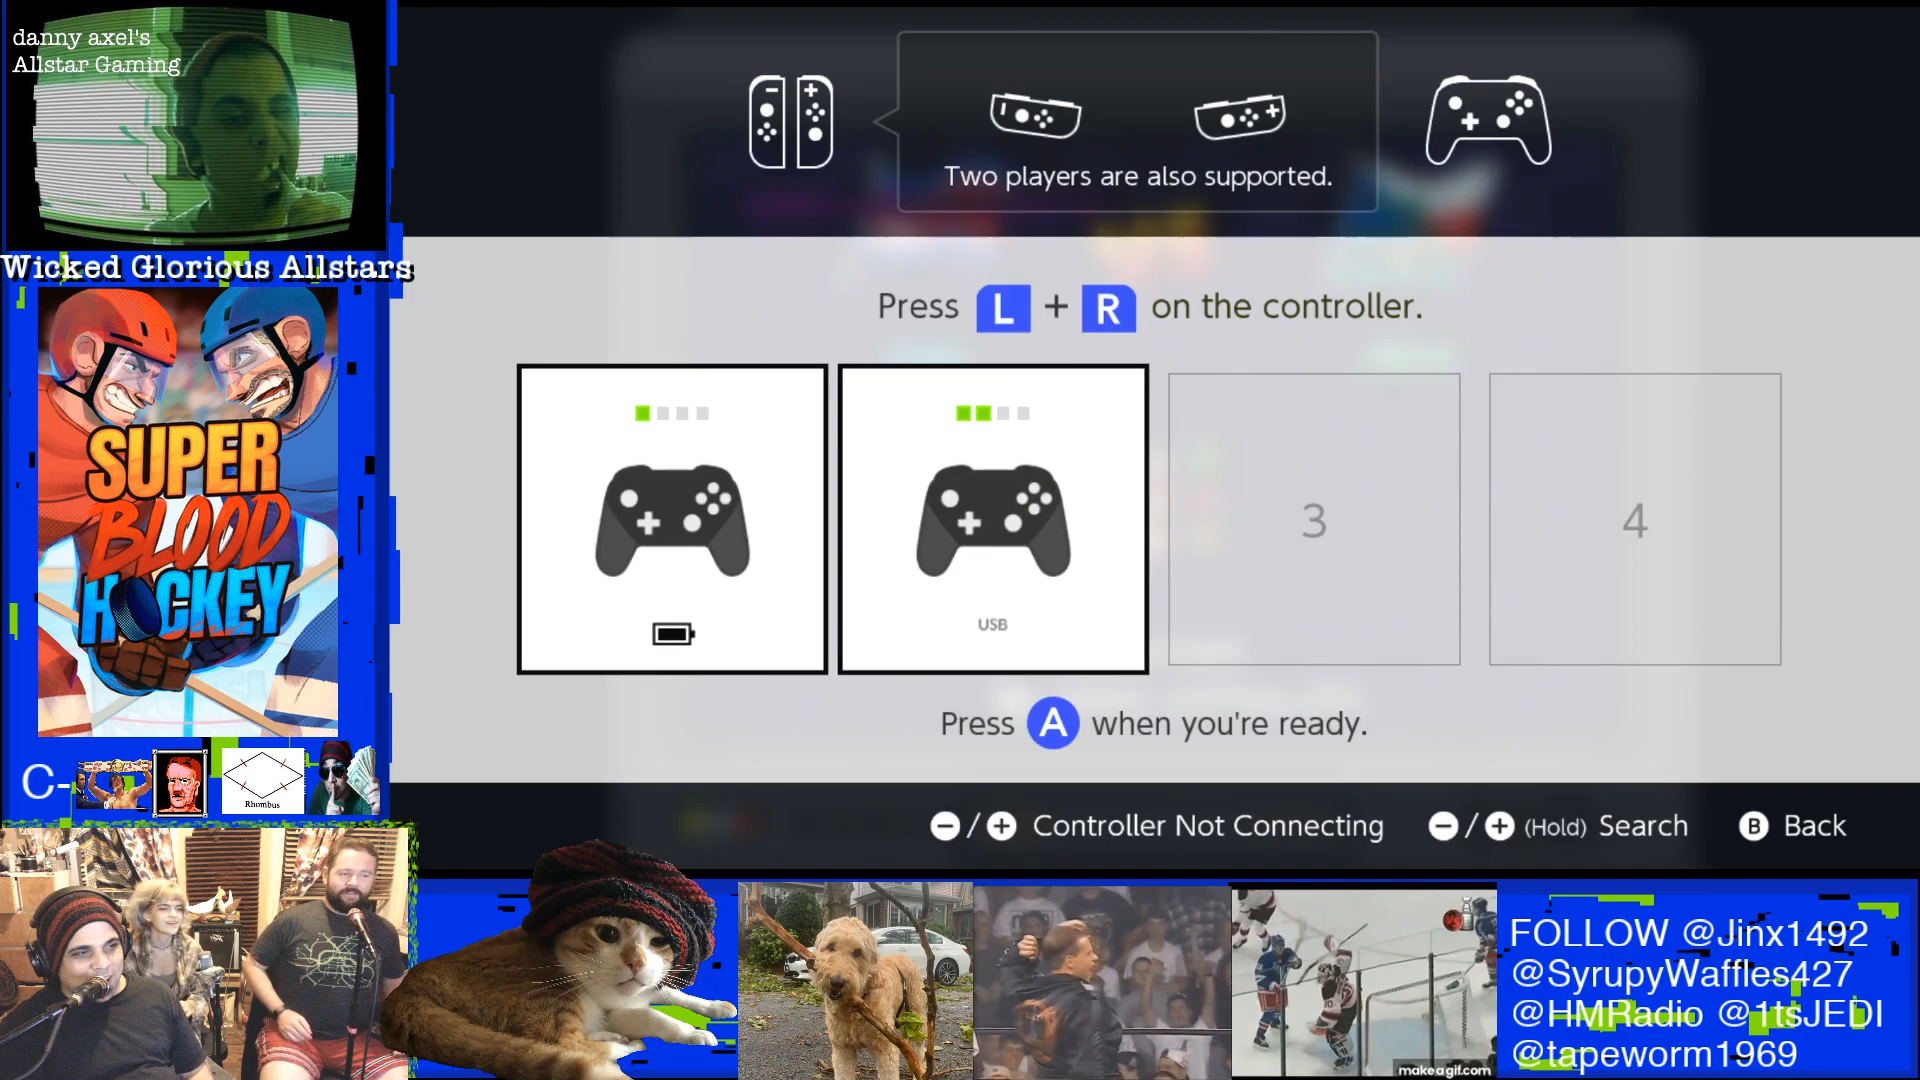 danny axel's
Allstar Gaming
Two players are also supported.
Wicked Glorious Allstars
Press L + R on the controller.
SUPER
BLOOD
HOCKEY
3
4
USB
Press A when you're ready.
C-
Rhombus
−/+ Controller Not Connecting −/+ (Hold) Search B Back
FOLLOW @Jinx1492
@SyrupyWaffles427
@HMRadio @1tsJEDI
@tapeworm1969
makeagif.com